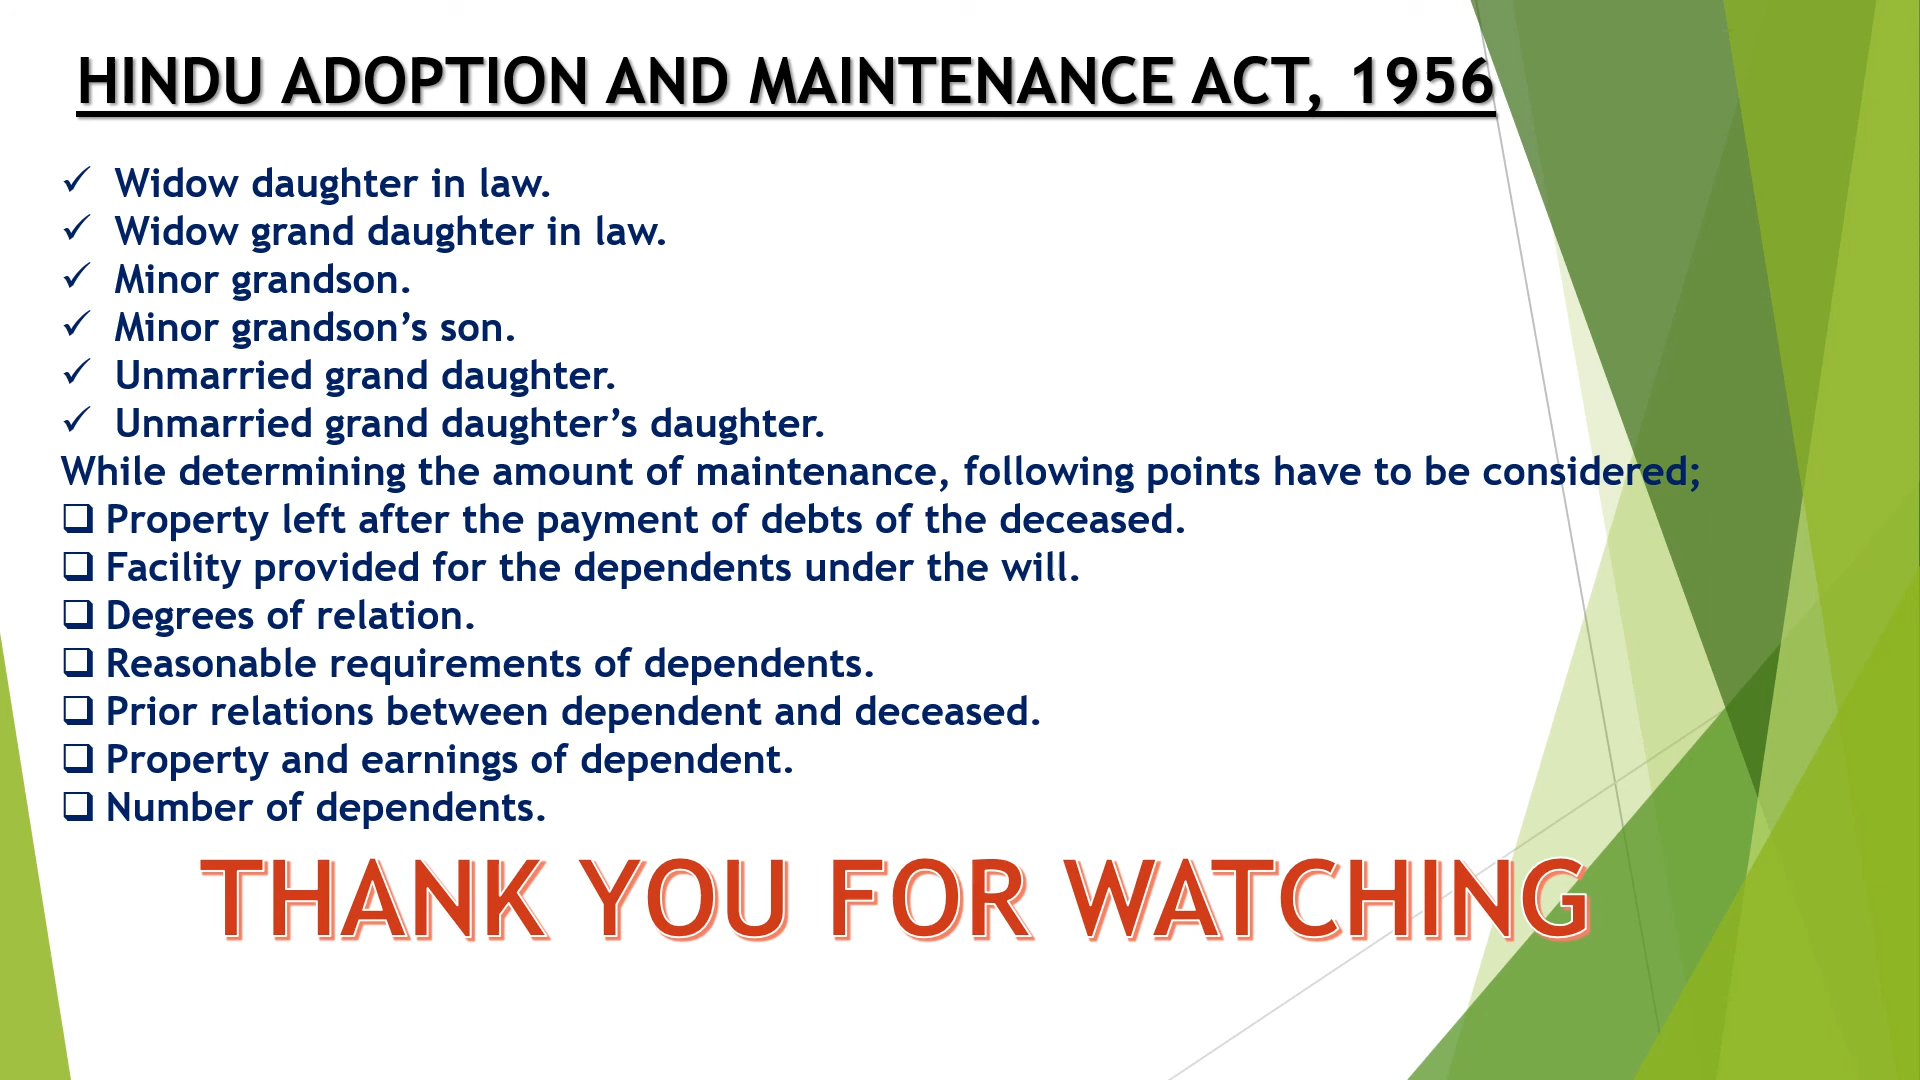 HINDU ADOPTION AND MAINTENANCE ACT, 1956
✓ Widow daughter in law.
✓ Widow grand daughter in law.
✓ Minor grandson.
✓ Minor grandson’s son.
✓ Unmarried grand daughter.
✓ Unmarried grand daughter’s daughter.
While determining the amount of maintenance, following points have to be considered;
❑ Property left after the payment of debts of the deceased.
❑ Facility provided for the dependents under the will.
❑ Degrees of relation.
❑ Reasonable requirements of dependents.
❑ Prior relations between dependent and deceased.
❑ Property and earnings of dependent.
❑ Number of dependents.
THANK YOU FOR WATCHING